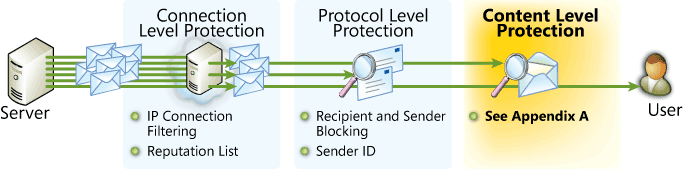 Connection
Level Protection
Protocol Level
Protection
Content Level
Protection
Server
User
IP Connection
Filtering
Reputation List
Recipient and Sender
Blocking
Sender ID
See Appendix A